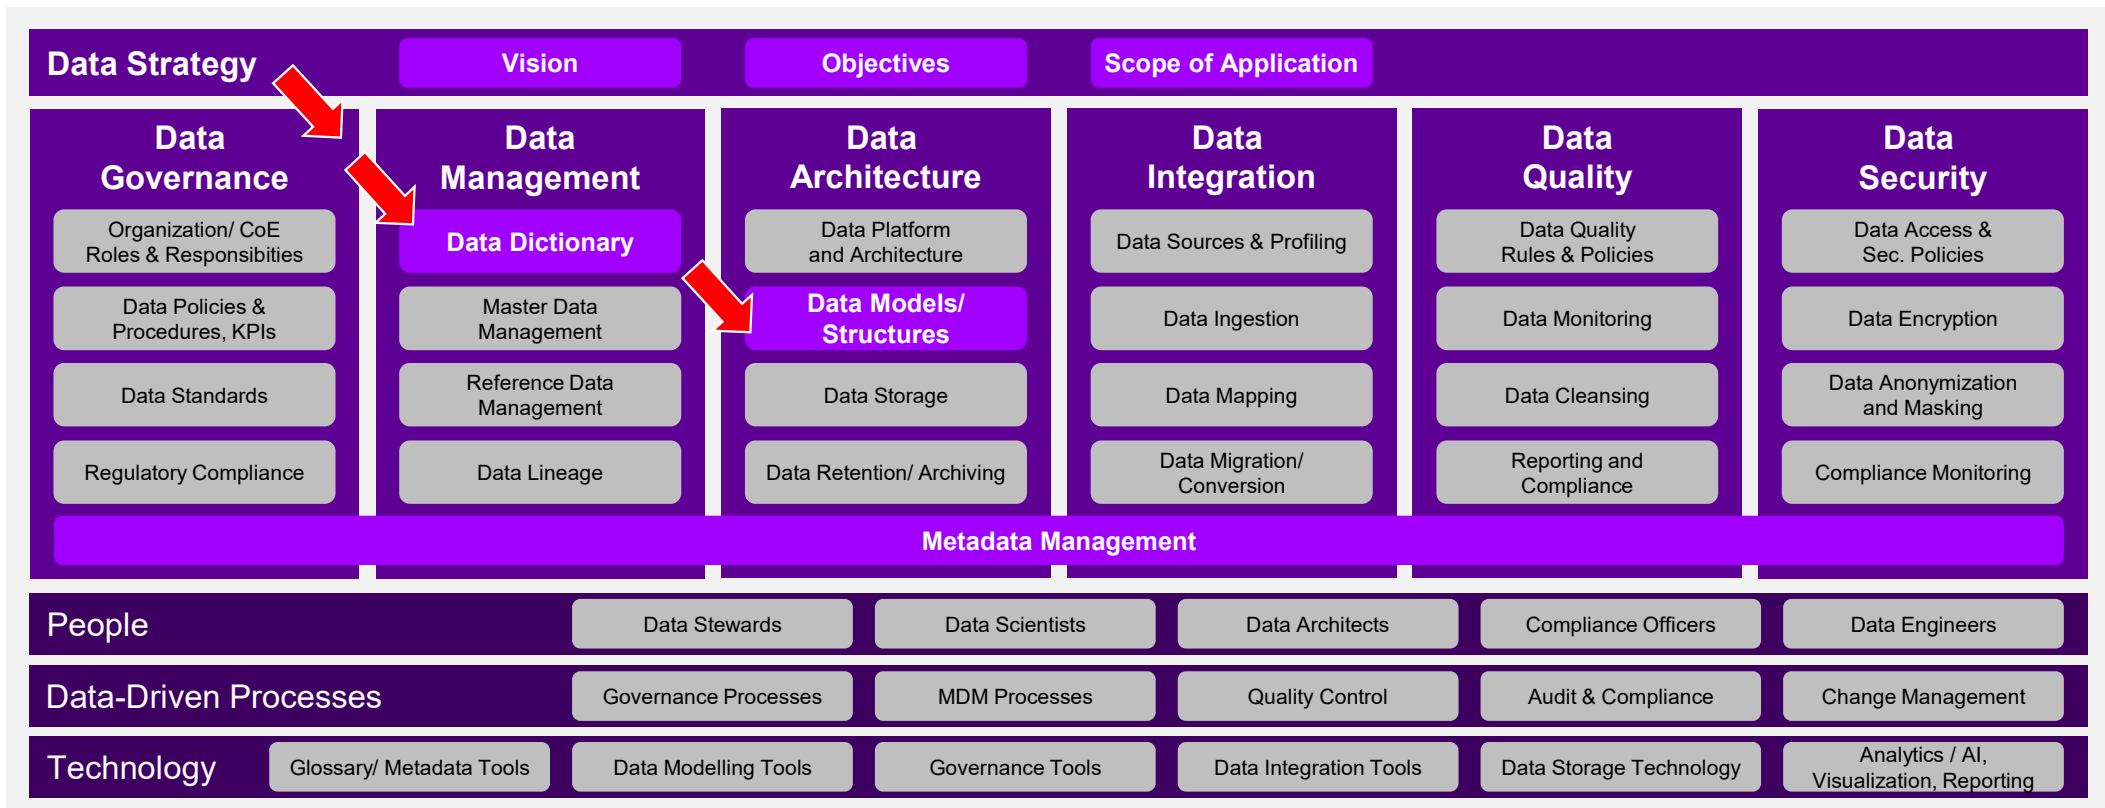 Data Strategy
Vision
Objectives
Scope of Application
Data
Governance
Organization/ CoE
Roles & Responsibities
Data Policies &
Procedures, KPIs
Data Standards
Regulatory Compliance
Data
Management
Data Dictionary
Master Data
Management
Reference Data
Management
Data Lineage
Data
Architecture
Data Platform
and Architecture
Data Models/
Structures
Data Storage
Data Retention/ Archiving
Data
Integration
Data Sources & Profiling
Data Ingestion
Data Mapping
Data Migration/
Conversion
Data
Quality
Data Quality
Rules & Policies
Data Monitoring
Data Cleansing
Reporting and
Compliance
Data
Security
Data Access &
Sec. Policies
Data Encryption
Data Anonymization
and Masking
Compliance Monitoring
Metadata Management
People
Data Stewards
Data Scientists
Data Architects
Compliance Officers
Data Engineers
Data-Driven Processes
Governance Processes
MDM Processes
Quality Control
Audit & Compliance
Change Management
Technology
Glossary/ Metadata Tools
Data Modelling Tools
Governance Tools
Data Integration Tools
Data Storage Technology
Analytics / AI,
Visualization, Reporting